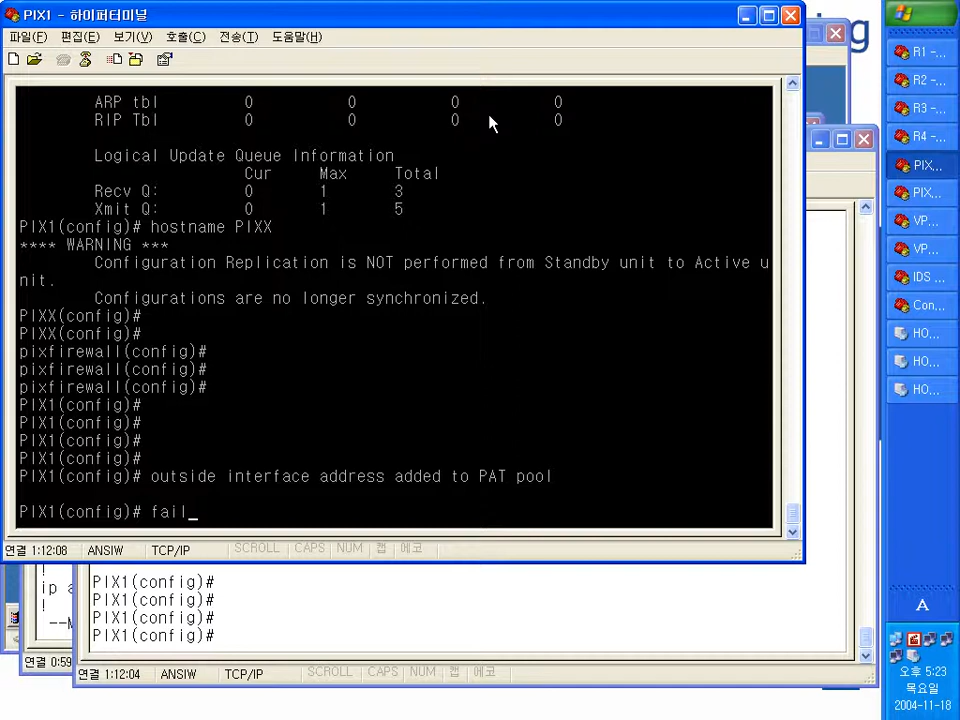 PIX1 - 하이퍼터미널
파일(F) 편집(E) 보기(V) 호출(C) 전송(T) 도움말(H)
ARP tbl 0 0 0 0
RIP Tbl 0 0 0 0
Logical Update Queue Information
Cur Max Total
Recv Q: 0 1 3
Xmit Q: 0 1 5
PIX1(config)# hostname PIXX
**** WARNING ***
Configuration Replication is NOT performed from Standby unit to Active u
nit.
Configurations are no longer synchronized.
PIXX(config)#
PIXX(config)#
pixfirewall(config)#
pixfirewall(config)#
pixfirewall(config)#
PIX1(config)#
PIX1(config)#
PIX1(config)#
PIX1(config)#
PIX1(config)# outside interface address added to PAT pool
PIX1(config)# fail_
연결 1:12:08 ANSIW TCP/IP SCROLL CAPS NUM 캡 에코
!
ip a
!
--M
연결 0:59
PIX1(config)#
PIX1(config)#
PIX1(config)#
PIX1(config)#
연결 1:12:04 ANSIW TCP/IP SCROLL CAPS NUM 캡 에코
g
R1 -...
R2 -...
R3 -...
R4 -...
PIX...
PIX...
VP...
VP...
IDS ...
Con...
HO...
HO...
HO...
A
오후 5:23
목요일
2004-11-18